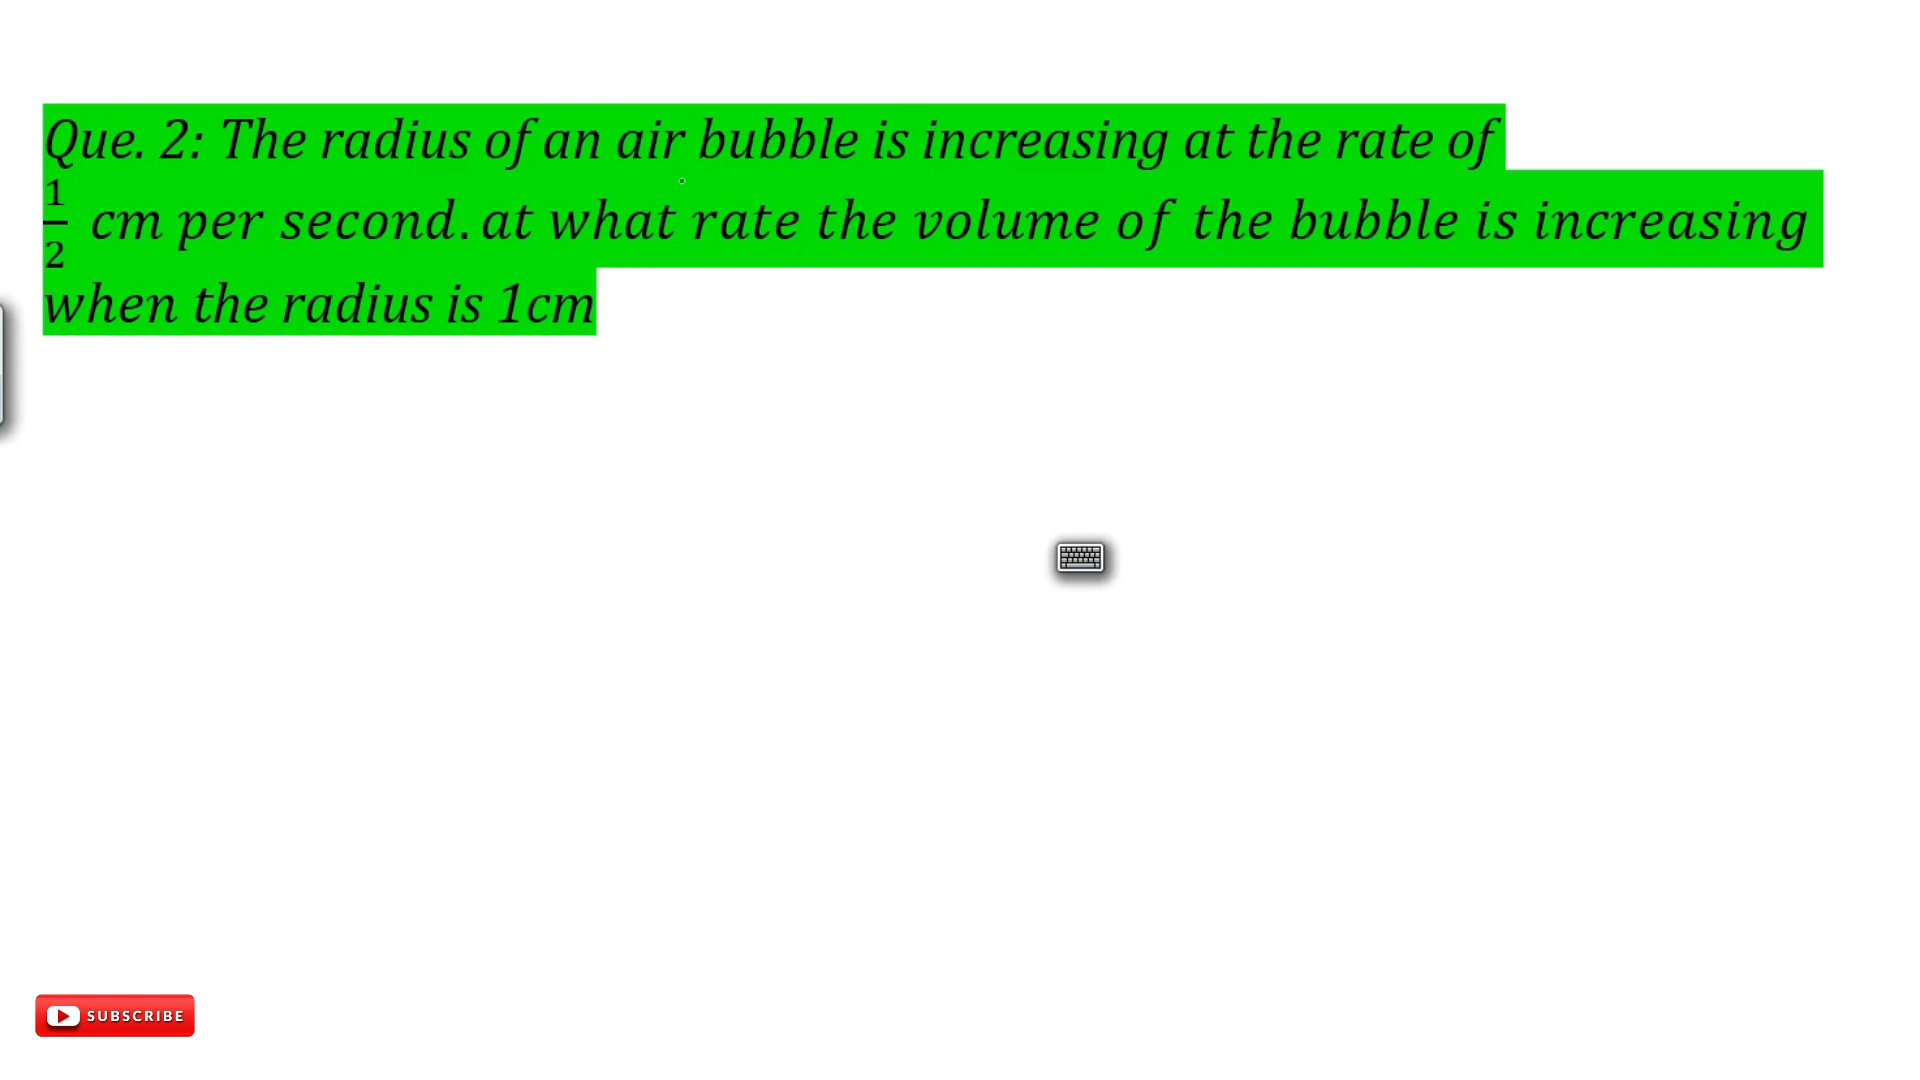 Que. 2: The radius of an air bubble is increasing at the rate of
1/2 cm per second. at what rate the volume of the bubble is increasing
when the radius is 1cm
SUBSCRIBE